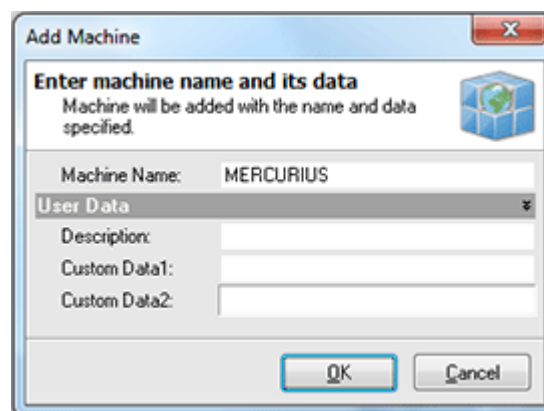 Add Machine
Enter machine name and its data
Machine will be added with the name and data
specified.
Machine Name: MERCURIUS
User Data
Description:
Custom Data1:
Custom Data2:
OK Cancel